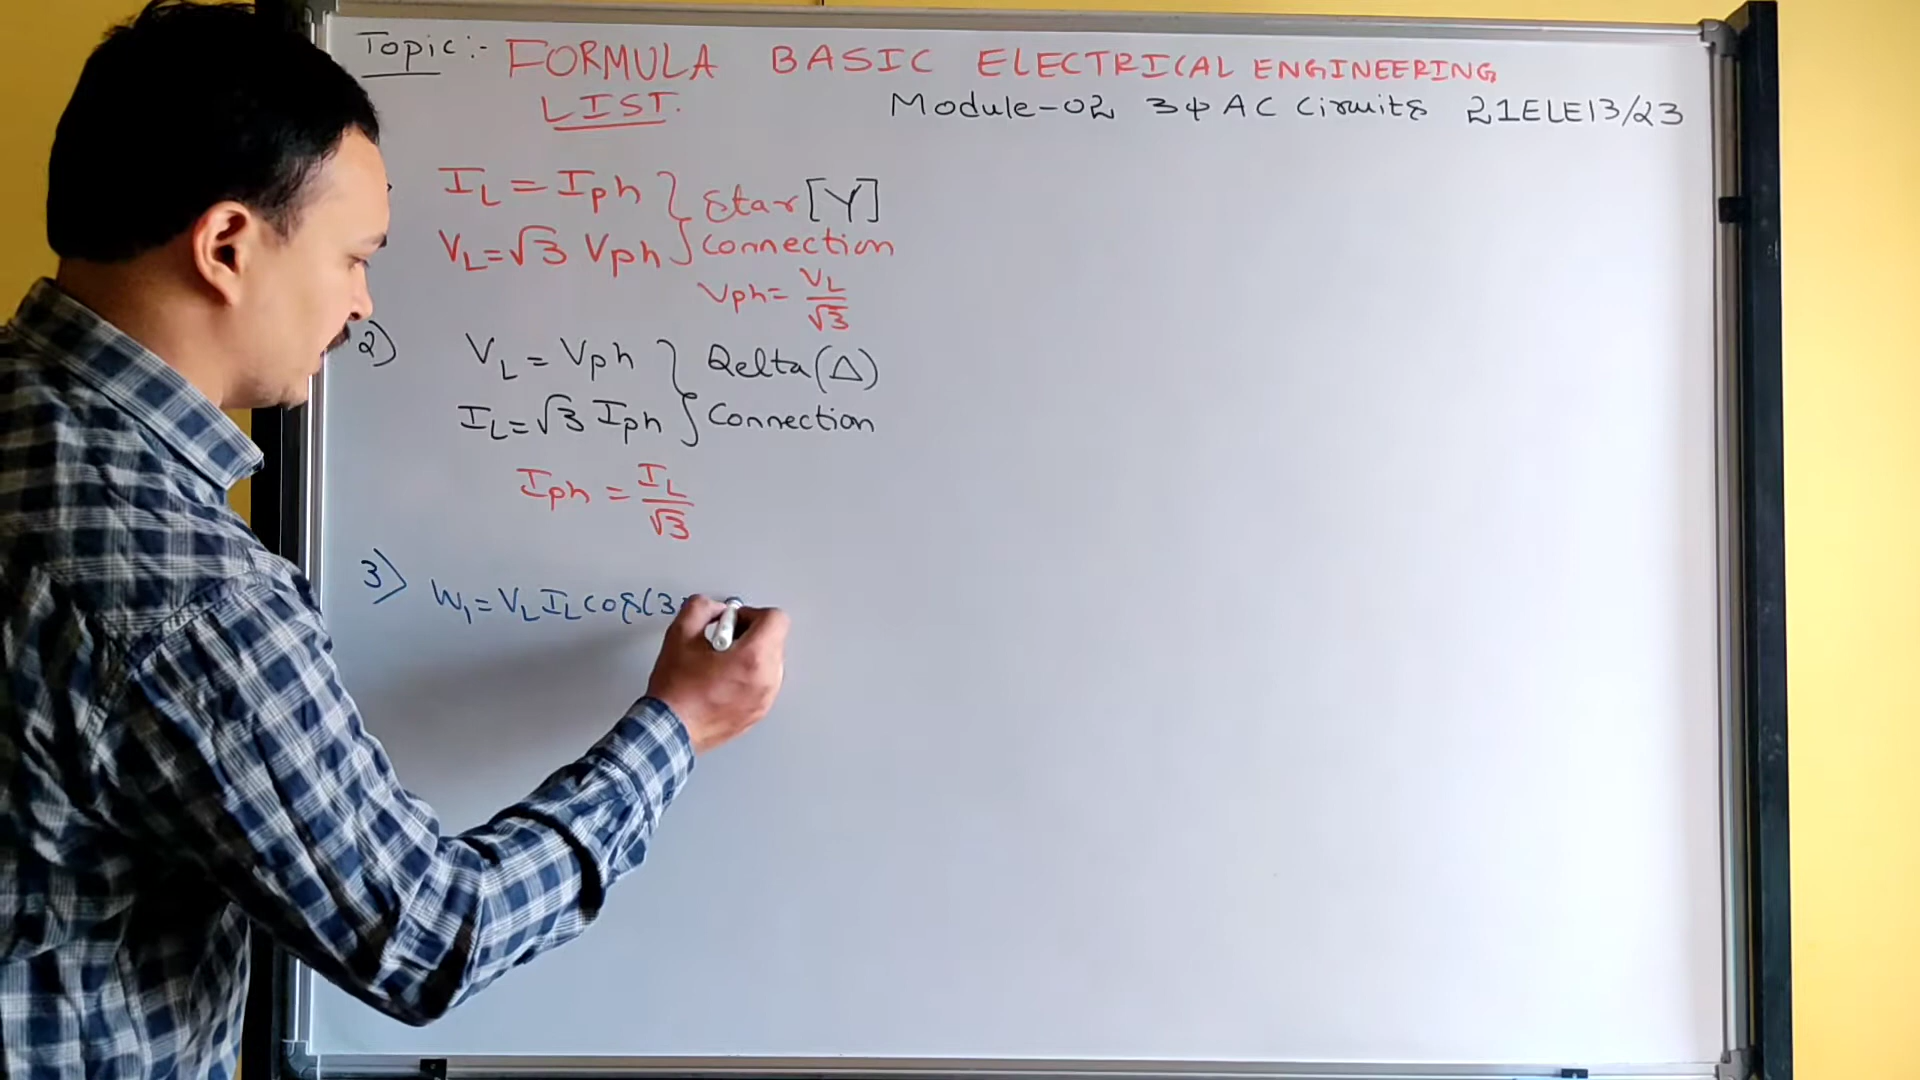 Topic:- FORMULA BASIC ELECTRICAL ENGINEERING
LIST.
Module-02 3φ AC Circuits 21ELE13/23
IL = Iph } Star [Y]
VL = √3 Vph } Connection
Vph = VL/√3
2) VL = Vph } Delta (Δ)
IL = √3 Iph } Connection
Iph = IL/√3
3) W1 = VL IL cos(3